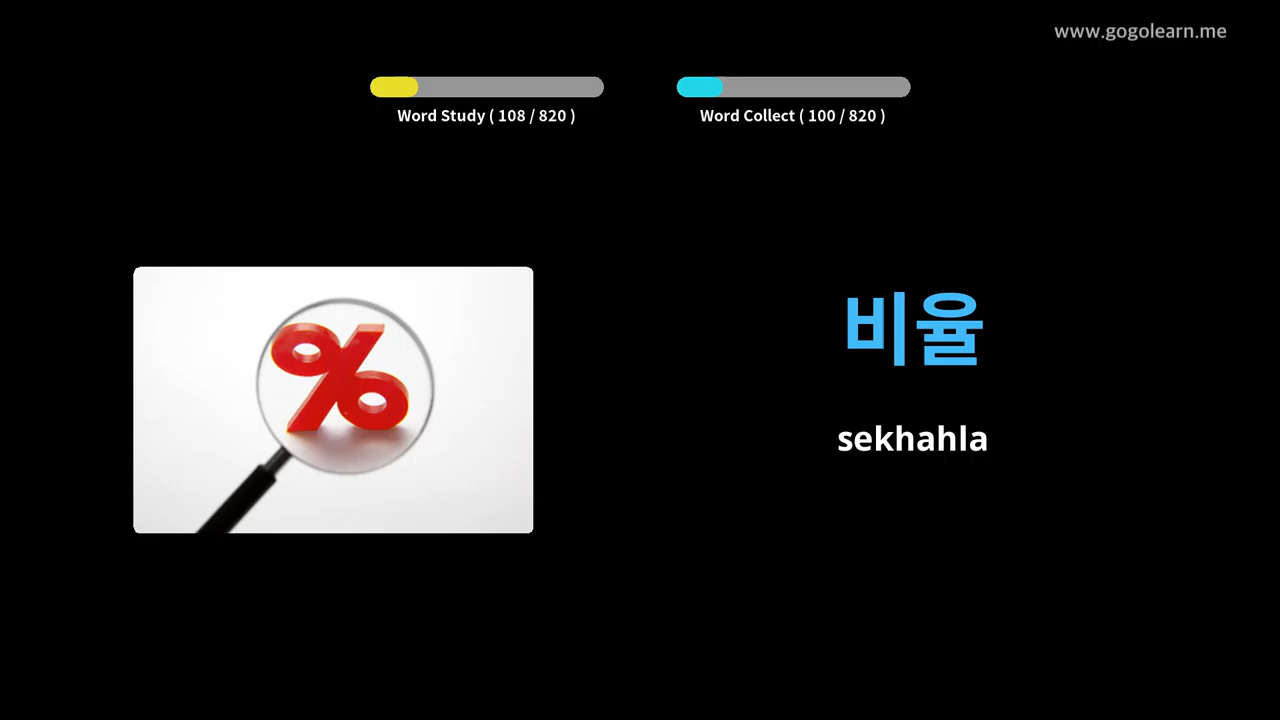 www.gogolearn.me
Word Study ( 108 / 820 )
Word Collect ( 100 / 820 )
%
비율
sekhahla